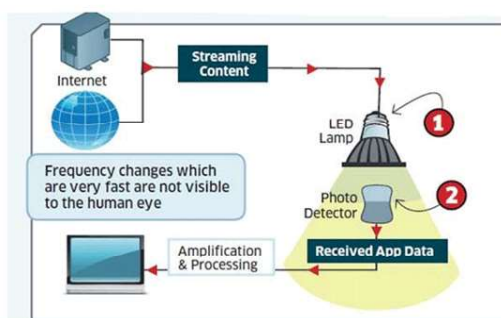 Internet
Streaming
Content
LED
Lamp
1
Frequency changes which
are very fast are not visible
to the human eye
Photo
Detector
2
Received App Data
Amplification
& Processing